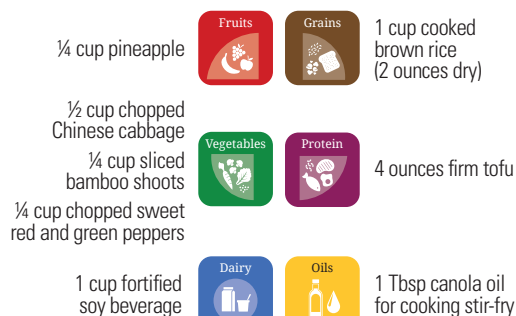 Fruits
Grains
¼ cup pineapple
1 cup cooked
brown rice
(2 ounces dry)
½ cup chopped
Chinese cabbage
¼ cup sliced
bamboo shoots
¼ cup chopped sweet
red and green peppers
Vegetables
Protein
4 ounces firm tofu
Dairy
Oils
1 cup fortified
soy beverage
1 Tbsp canola oil
for cooking stir-fry